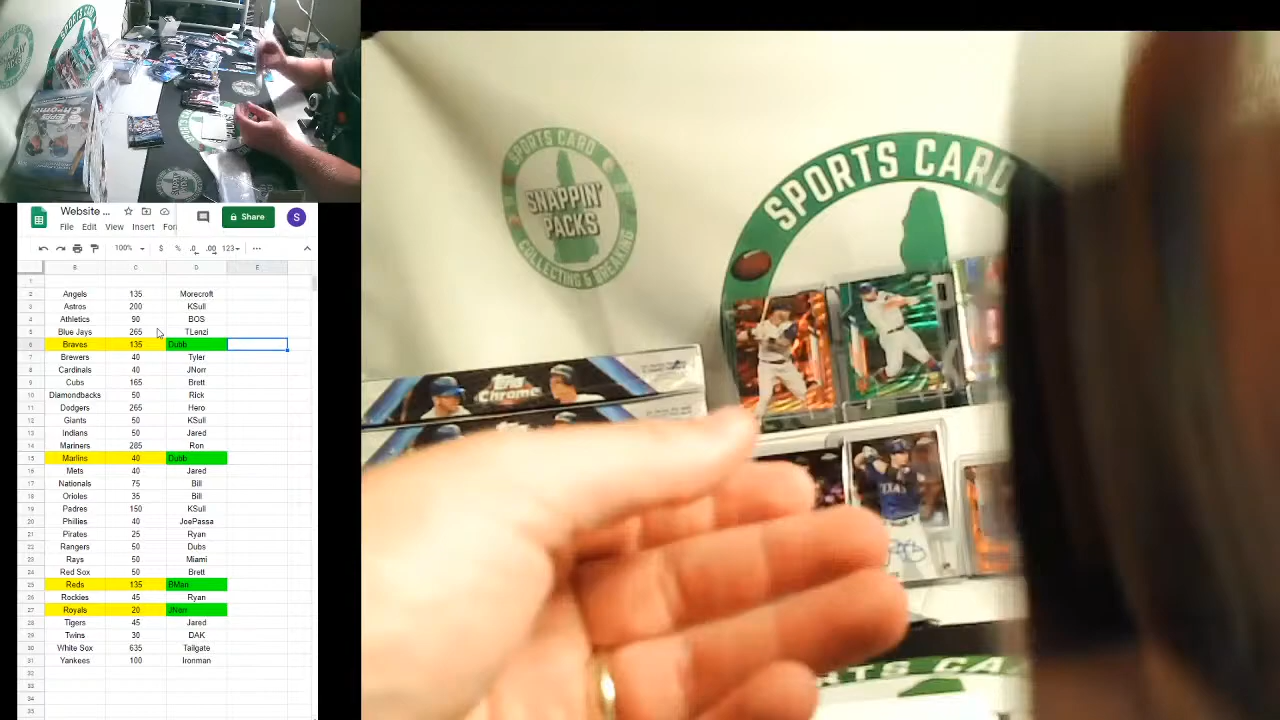 Website ...
Share
S
File Edit View Insert For
100% $ % .0 .00 123
B C D E
1
2 Angels 135 Morecroft
3 Astros 200 KSull
4 Athletics 90 BOS
5 Blue Jays 265 TLanzi
6 Braves 135 Dubb
7 Brewers 40 Tyler
8 Cardinals 40 JNorr
9 Cubs 165 Brett
10 Diamondbacks 50 Rick
11 Dodgers 265 Hero
12 Giants 50 KSull
13 Indians 50 Jared
14 Mariners 285 Ron
15 Marlins 40 Dubb
16 Mets 40 Jared
17 Nationals 75 Bill
18 Orioles 35 Bill
19 Padres 150 KSull
20 Phillies 40 JoePassa
21 Pirates 25 Ryan
22 Rangers 50 Dubs
23 Rays 50 Miami
24 Red Sox 50 Brett
25 Reds 135 BMan
26 Rockies 45 Ryan
27 Royals 20 JNorr
28 Tigers 45 Jared
29 Twins 30 DAK
30 White Sox 635 Tailgate
31 Yankees 100 Ironman
32
33
34
35
SPORTS CARD
SNAPPIN'
PACKS
COLLECTING & BREAKING
SPORTS CARD
Topps
Chrome
TEXAS
Topps
Chrome